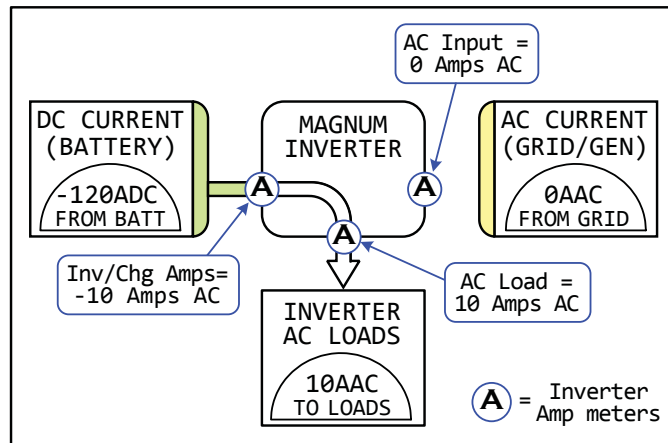 AC Input =
0 Amps AC
DC CURRENT
(BATTERY)
-120ADC
FROM BATT
MAGNUM
INVERTER
A
A
A
AC CURRENT
(GRID/GEN)
0AAC
FROM GRID
Inv/Chg Amps=
-10 Amps AC
AC Load =
10 Amps AC
INVERTER
AC LOADS
10AAC
TO LOADS
A = Inverter
Amp meters